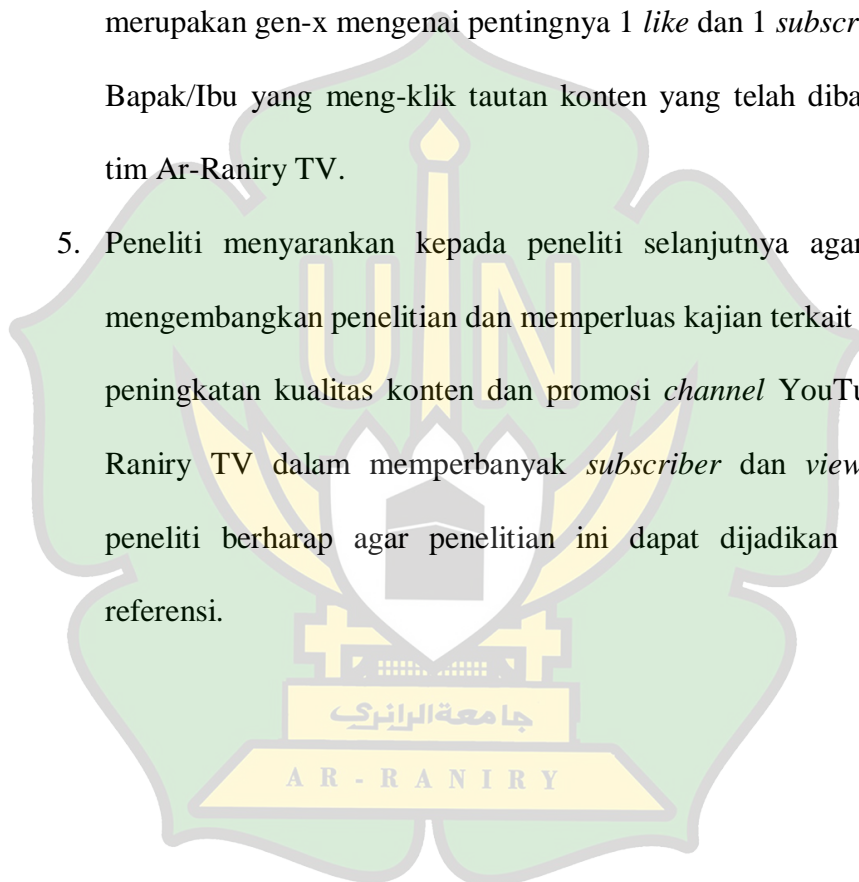 merupakan gen-x mengenai pentingnya 1 like dan 1 subscr
Bapak/Ibu yang meng-klik tautan konten yang telah diba
tim Ar-Raniry TV.
5. Peneliti menyarankan kepada peneliti selanjutnya agar
mengembangkan penelitian dan memperluas kajian terkait
peningkatan kualitas konten dan promosi channel YouTu
Raniry TV dalam memperbanyak subscriber dan view
peneliti berharap agar penelitian ini dapat dijadikan
referensi.
UIN
جامعة الرانري
AR-RANIRY